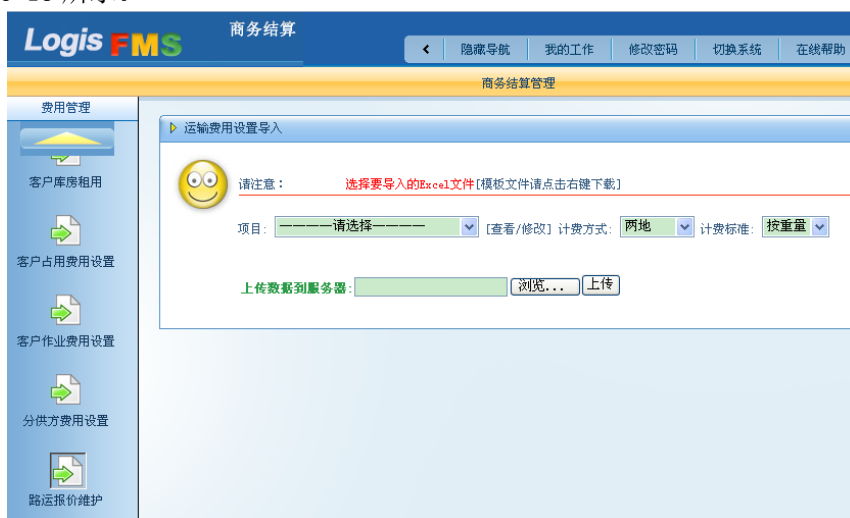 Logis FMS
商务结算
隐藏导航 我的工作 修改密码 切换系统 在线帮助
商务结算管理
费用管理
客户库房租用
客户占用费用设置
客户作业费用设置
分供方费用设置
路运报价维护
运输费用设置导入
请注意： 选择要导入的Excel文件[模板文件请点击右键下载]
项目: ————请选择———— [查看/修改] 计费方式: 两地 计费标准: 按重量
上传数据到服务器: 浏览... 上传